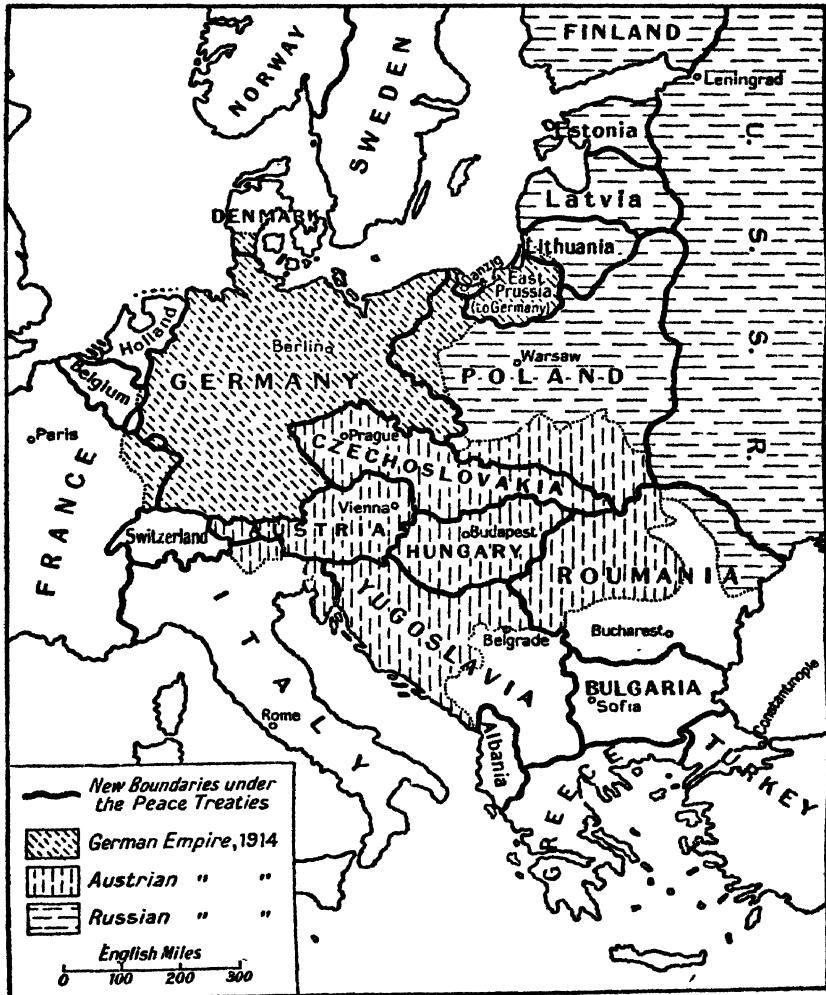 FINLAND
NORWAY
SWEDEN
Leningrad
Estonia
U.S.S.R.
Latvia
DENMARK
Lithuania
Danzig
East
Prussia
(to Germany)
Holland
Berlin
Warsaw
Belgium
GERMANY
POLAND
Paris
Prague
CZECHOSLOVAKIA
FRANCE
Vienna
Switzerland
AUSTRIA
Budapest
HUNGARY
ROUMANIA
ITALY
YUGOSLAVIA
Belgrade
Bucharest
BULGARIA
Sofia
Constantinople
Rome
Albania
GREECE
TURKEY
New Boundaries under
the Peace Treaties
German Empire, 1914
Austrian " "
Russian " "
English Miles
0 100 200 300